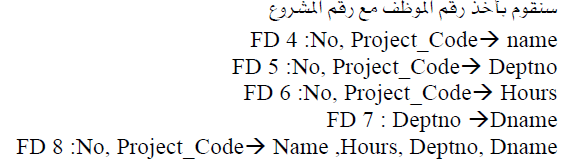 سنقوم بأخذ رقم الموظف مع رقم المشروع
FD 4 :No, Project_Code→ name
FD 5 :No, Project_Code→ Deptno
FD 6 :No, Project_Code→ Hours
FD 7 : Deptno →Dname
FD 8 :No, Project_Code→ Name ,Hours, Deptno, Dname